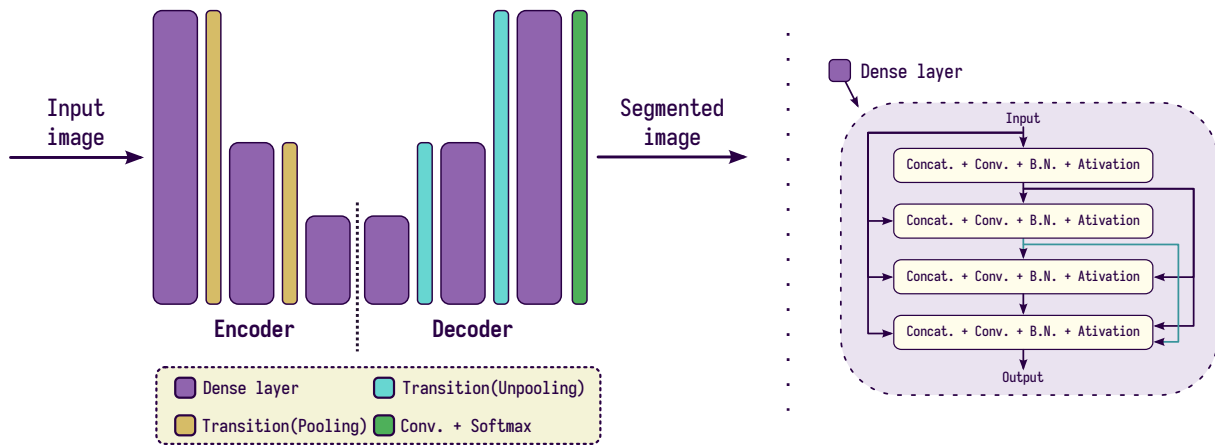 Input
image
Segmented
image
Encoder
Decoder
Dense layer
Transition(Unpooling)
Transition(Pooling)
Conv. + Softmax
Dense layer
Input
Concat. + Conv. + B.N. + Ativation
Concat. + Conv. + B.N. + Ativation
Concat. + Conv. + B.N. + Ativation
Concat. + Conv. + B.N. + Ativation
Output